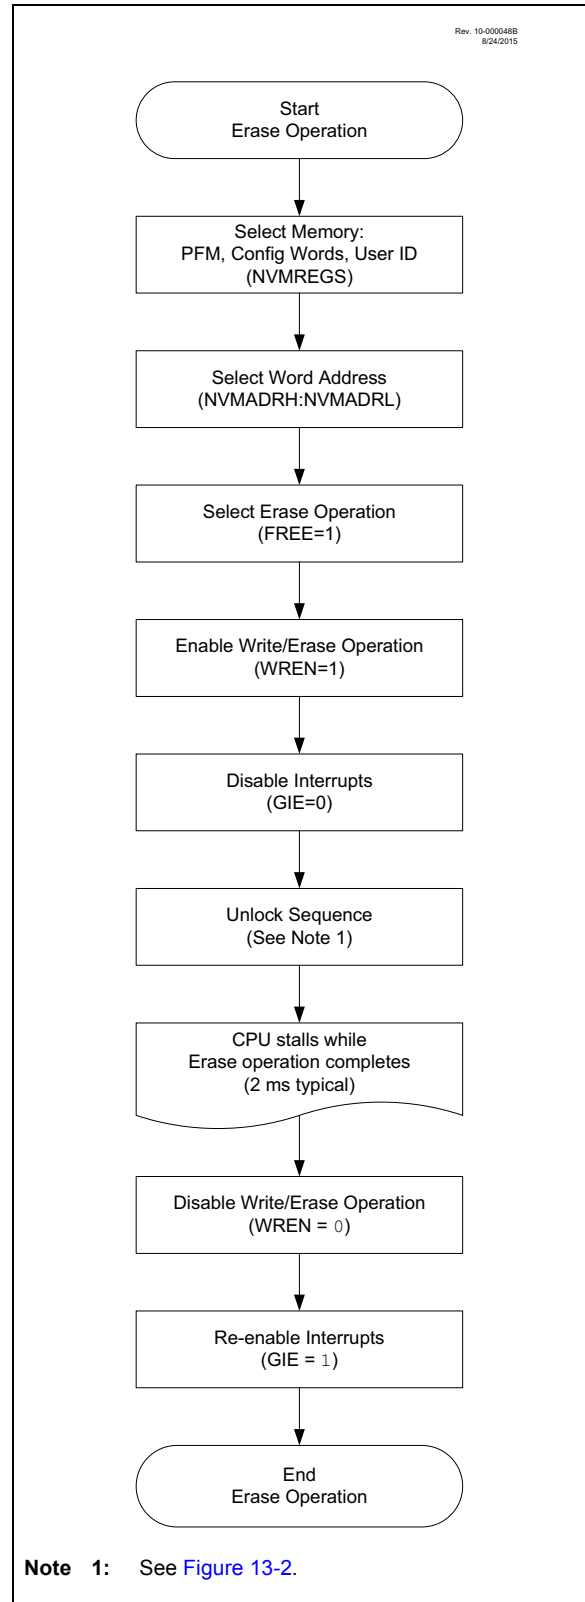 Rev. 10-000048B
8/24/2015
Start
Erase Operation
Select Memory:
PFM, Config Words, User ID
(NVMREGS)
Select Word Address
(NVMADRH:NVMADRL)
Select Erase Operation
(FREE=1)
Enable Write/Erase Operation
(WREN=1)
Disable Interrupts
(GIE=0)
Unlock Sequence
(See Note 1)
CPU stalls while
Erase operation completes
(2 ms typical)
Disable Write/Erase Operation
(WREN = 0)
Re-enable Interrupts
(GIE = 1)
End
Erase Operation
Note 1: See Figure 13-2.